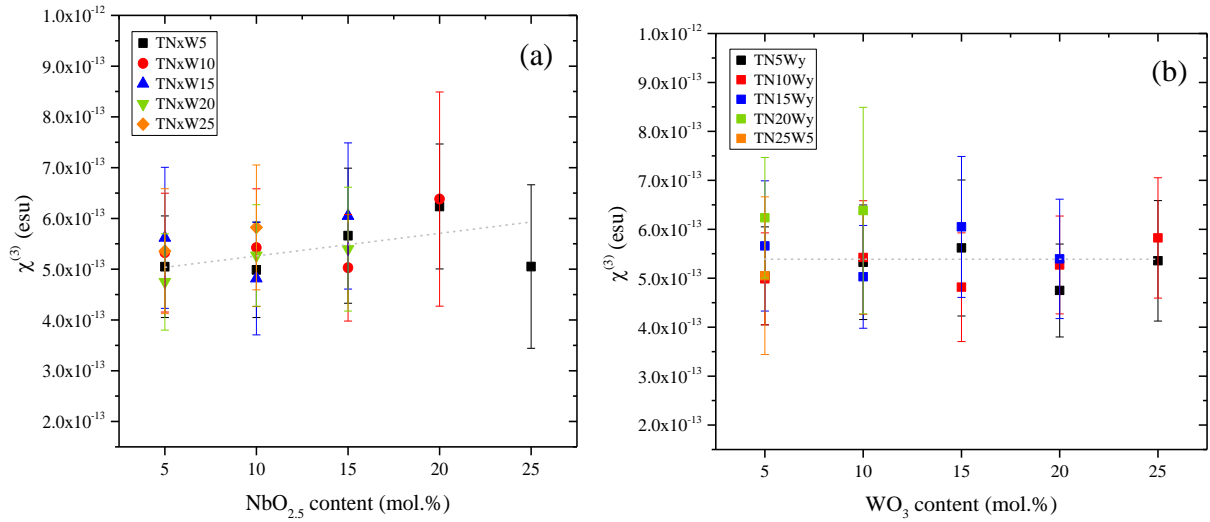 (a)
TNxW5
TNxW10
TNxW15
TNxW20
TNxW25
1.0x10⁻¹²
9.0x10⁻¹³
8.0x10⁻¹³
7.0x10⁻¹³
6.0x10⁻¹³
5.0x10⁻¹³
4.0x10⁻¹³
3.0x10⁻¹³
2.0x10⁻¹³
χ⁽³⁾ (esu)
5 10 15 20 25
NbO₂.₅ content (mol.%)
(b)
TN5Wy
TN10Wy
TN15Wy
TN20Wy
TN25W5
1.0x10⁻¹²
9.0x10⁻¹³
8.0x10⁻¹³
7.0x10⁻¹³
6.0x10⁻¹³
5.0x10⁻¹³
4.0x10⁻¹³
3.0x10⁻¹³
2.0x10⁻¹³
χ⁽³⁾ (esu)
5 10 15 20 25
WO₃ content (mol.%)